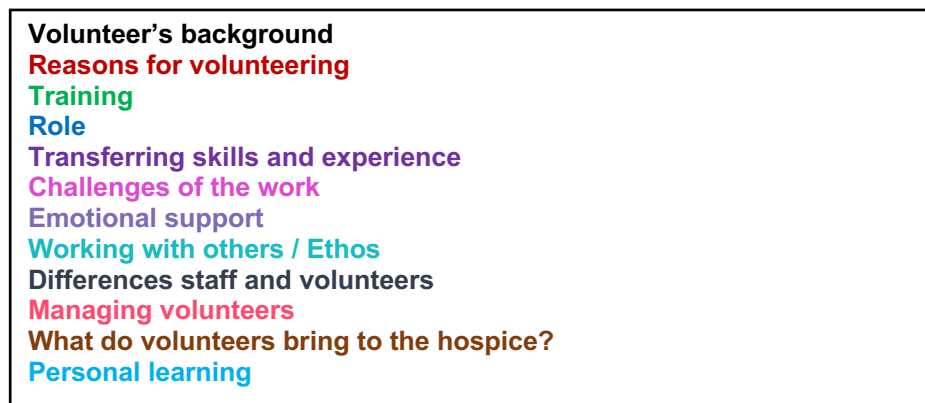 Volunteer’s background
Reasons for volunteering
Training
Role
Transferring skills and experience
Challenges of the work
Emotional support
Working with others / Ethos
Differences staff and volunteers
Managing volunteers
What do volunteers bring to the hospice?
Personal learning